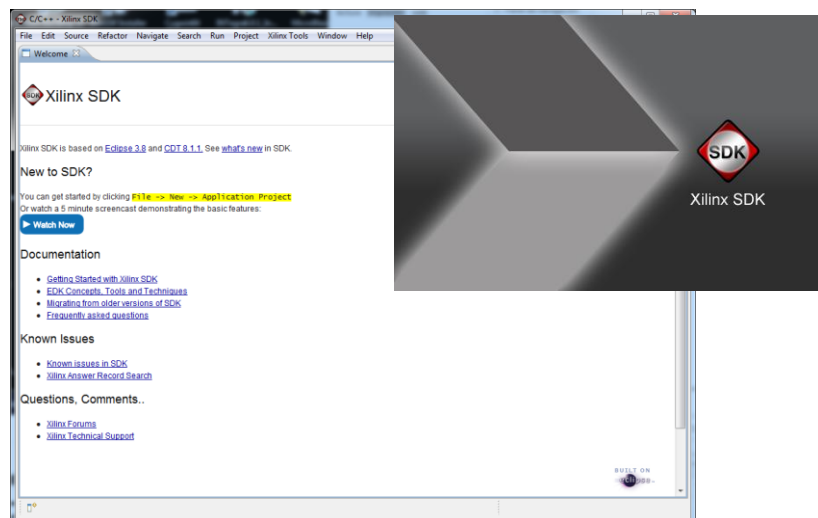 C/C++ - Xilinx SDK
File Edit Source Refactor Navigate Search Run Project Xilinx Tools Window Help
Welcome
SDK Xilinx SDK
SDK
Xilinx SDK
Xilinx SDK is based on Eclipse 3.8 and CDT 8.1.1. See what's new in SDK.
New to SDK?
You can get started by clicking File -> New -> Application Project
Or watch a 5 minute screencast demonstrating the basic features:
Watch Now
Documentation
Getting Started with Xilinx SDK
EDK Concepts, Tools and Techniques
Migrating from older versions of SDK
Frequently asked questions
Known Issues
Known issues in SDK
Xilinx Answer Record Search
Questions, Comments..
Xilinx Forums
Xilinx Technical Support
BUILT ON